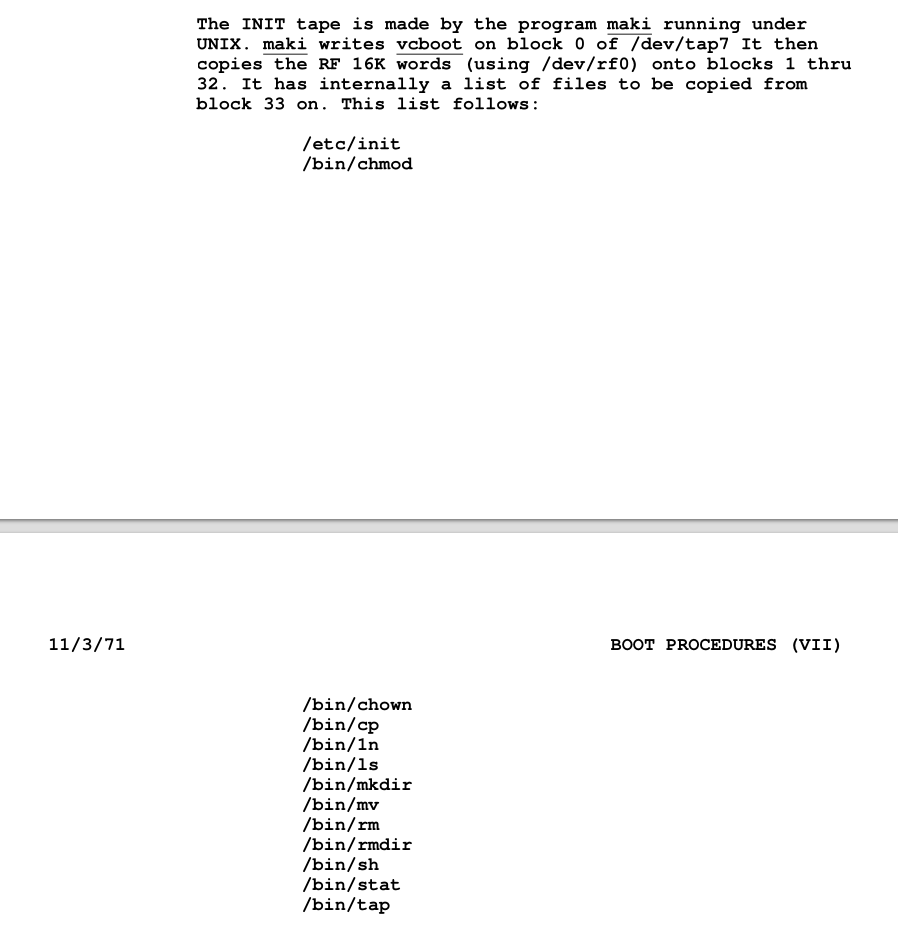 The INIT tape is made by the program maki running under
UNIX. maki writes vcboot on block 0 of /dev/tap7 It then
copies the RF 16K words (using /dev/rf0) onto blocks 1 thru
32. It has internally a list of files to be copied from
block 33 on. This list follows:
/etc/init
/bin/chmod
11/3/71 BOOT PROCEDURES (VII)
/bin/chown
/bin/cp
/bin/1n
/bin/ls
/bin/mkdir
/bin/mv
/bin/rm
/bin/rmdir
/bin/sh
/bin/stat
/bin/tap